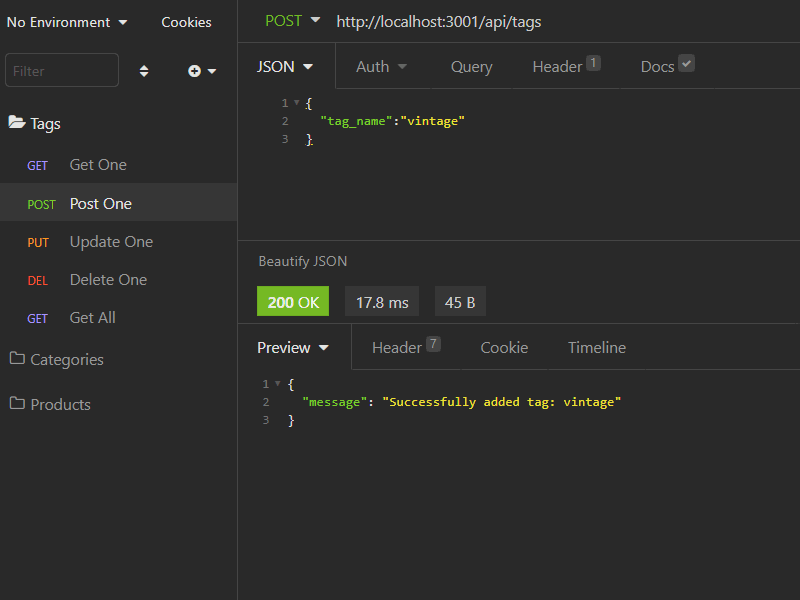 No Environment Cookies
Filter
Tags
GET Get One
POST Post One
PUT Update One
DEL Delete One
GET Get All
Categories
Products
POST http://localhost:3001/api/tags
JSON Auth Query Header 1 Docs
1 {
2 "tag_name":"vintage"
3 }
Beautify JSON
200 OK 17.8 ms 45 B
Preview Header 7 Cookie Timeline
1 {
2 "message": "Successfully added tag: vintage"
3 }